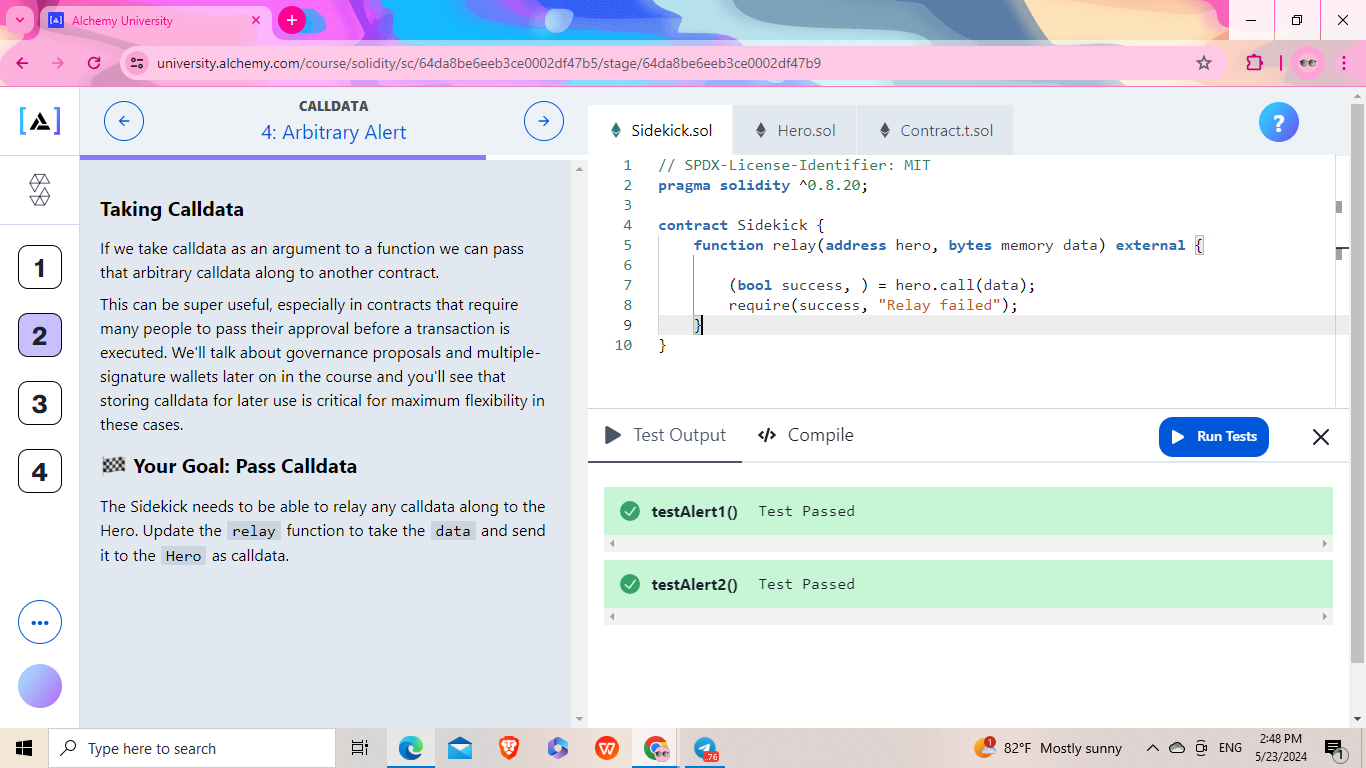 Alchemy University
university.alchemy.com/course/solidity/sc/64da8be6eeb3ce0002df47b5/stage/64da8be6eeb3ce0002df47b9
CALLDATA
4: Arbitrary Alert
1
2
3
4
Taking Calldata
If we take calldata as an argument to a function we can pass
that arbitrary calldata along to another contract.
This can be super useful, especially in contracts that require
many people to pass their approval before a transaction is
executed. We'll talk about governance proposals and multiple-
signature wallets later on in the course and you'll see that
storing calldata for later use is critical for maximum flexibility in
these cases.
Your Goal: Pass Calldata
The Sidekick needs to be able to relay any calldata along to the
Hero. Update the relay function to take the data and send
it to the Hero as calldata.
Sidekick.sol Hero.sol Contract.t.sol
?
1 // SPDX-License-Identifier: MIT
2 pragma solidity ^0.8.20;
3
4 contract Sidekick {
5 function relay(address hero, bytes memory data) external {
6
7 (bool success, ) = hero.call(data);
8 require(success, "Relay failed");
9 }
10 }
Test Output Compile Run Tests
testAlert1() Test Passed
testAlert2() Test Passed
Type here to search
.76
1
82°F Mostly sunny
ENG
2:48 PM
5/23/2024
1